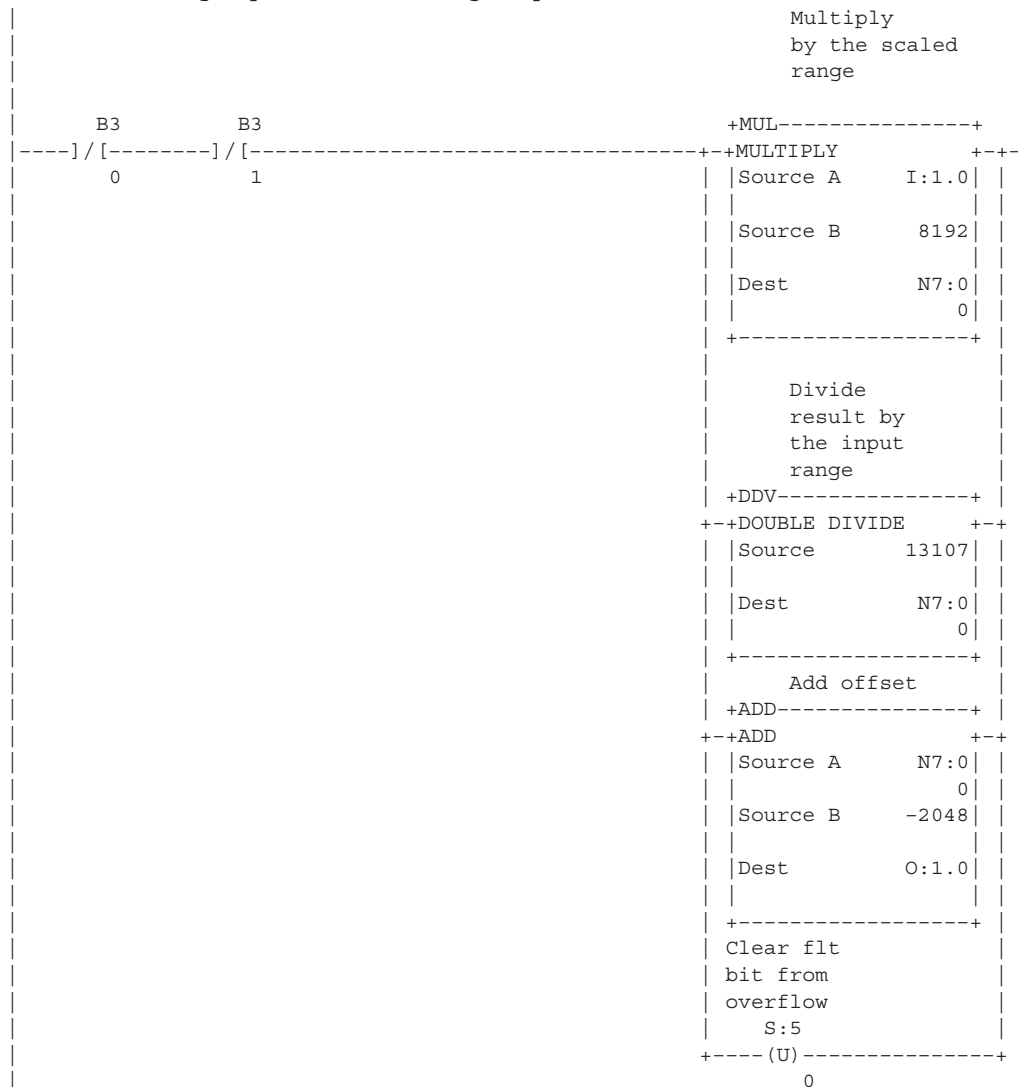 Multiply
by the scaled
range
B3 B3 +MUL---------------+
|----]/[--------]/[-----------------------------------+-+MULTIPLY +-+-
0 1 | |Source A I:1.0| |
|Source B 8192|
|Dest N7:0|
0|
Divide
result by
the input
range
+DDV---------------+
+-+DOUBLE DIVIDE +-+
|Source 13107|
|Dest N7:0|
0|
Add offset
+ADD---------------+
+-+ADD +-+
|Source A N7:0|
0|
|Source B -2048|
|Dest O:1.0|
Clear flt
bit from
overflow
S:5
+----(U)---------------+
0